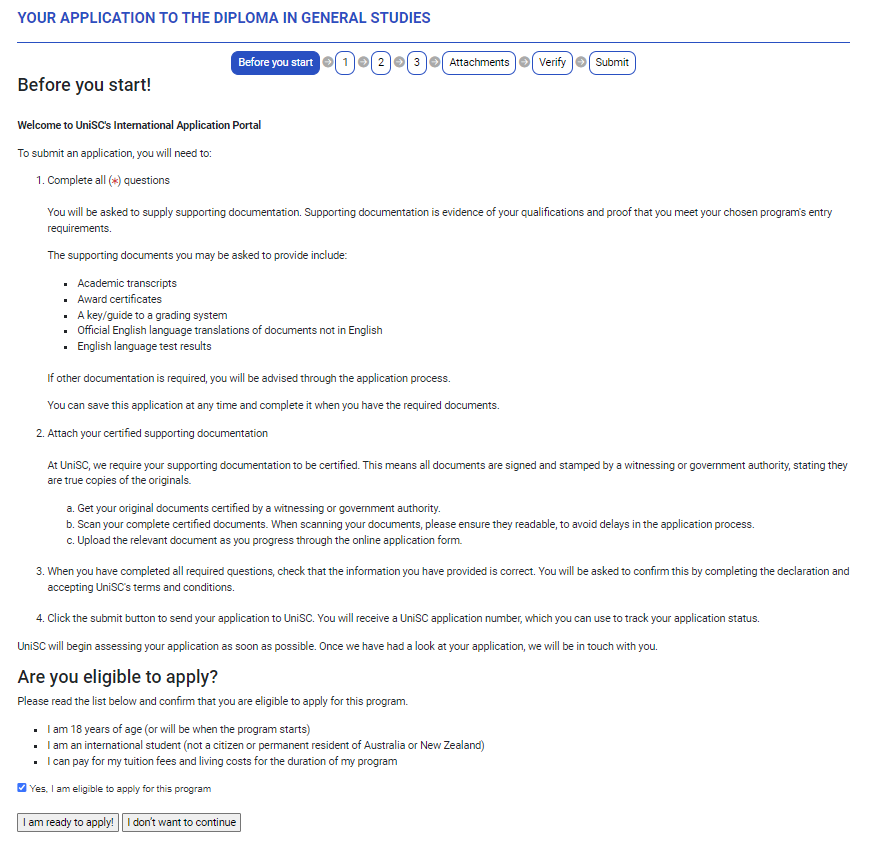 YOUR APPLICATION TO THE DIPLOMA IN GENERAL STUDIES
Before you start 1 2 3 Attachments Verify Submit
Before you start!
Welcome to UniSC's International Application Portal
To submit an application, you will need to:
1. Complete all (*) questions
You will be asked to supply supporting documentation. Supporting documentation is evidence of your qualifications and proof that you meet your chosen program's entry
requirements.
The supporting documents you may be asked to provide include:
Academic transcripts
Award certificates
A key/guide to a grading system
Official English language translations of documents not in English
English language test results
If other documentation is required, you will be advised through the application process.
You can save this application at any time and complete it when you have the required documents.
2. Attach your certified supporting documentation
At UniSC, we require your supporting documentation to be certified. This means all documents are signed and stamped by a witnessing or government authority, stating they
are true copies of the originals.
a. Get your original documents certified by a witnessing or government authority.
b. Scan your complete certified documents. When scanning your documents, please ensure they readable, to avoid delays in the application process.
c. Upload the relevant document as you progress through the online application form.
3. When you have completed all required questions, check that the information you have provided is correct. You will be asked to confirm this by completing the declaration and
accepting UniSC's terms and conditions.
4. Click the submit button to send your application to UniSC. You will receive a UniSC application number, which you can use to track your application status.
UniSC will begin assessing your application as soon as possible. Once we have had a look at your application, we will be in touch with you.
Are you eligible to apply?
Please read the list below and confirm that you are eligible to apply for this program.
I am 18 years of age (or will be when the program starts)
I am an international student (not a citizen or permanent resident of Australia or New Zealand)
I can pay for my tuition fees and living costs for the duration of my program
Yes, I am eligible to apply for this program
I am ready to apply! I don't want to continue